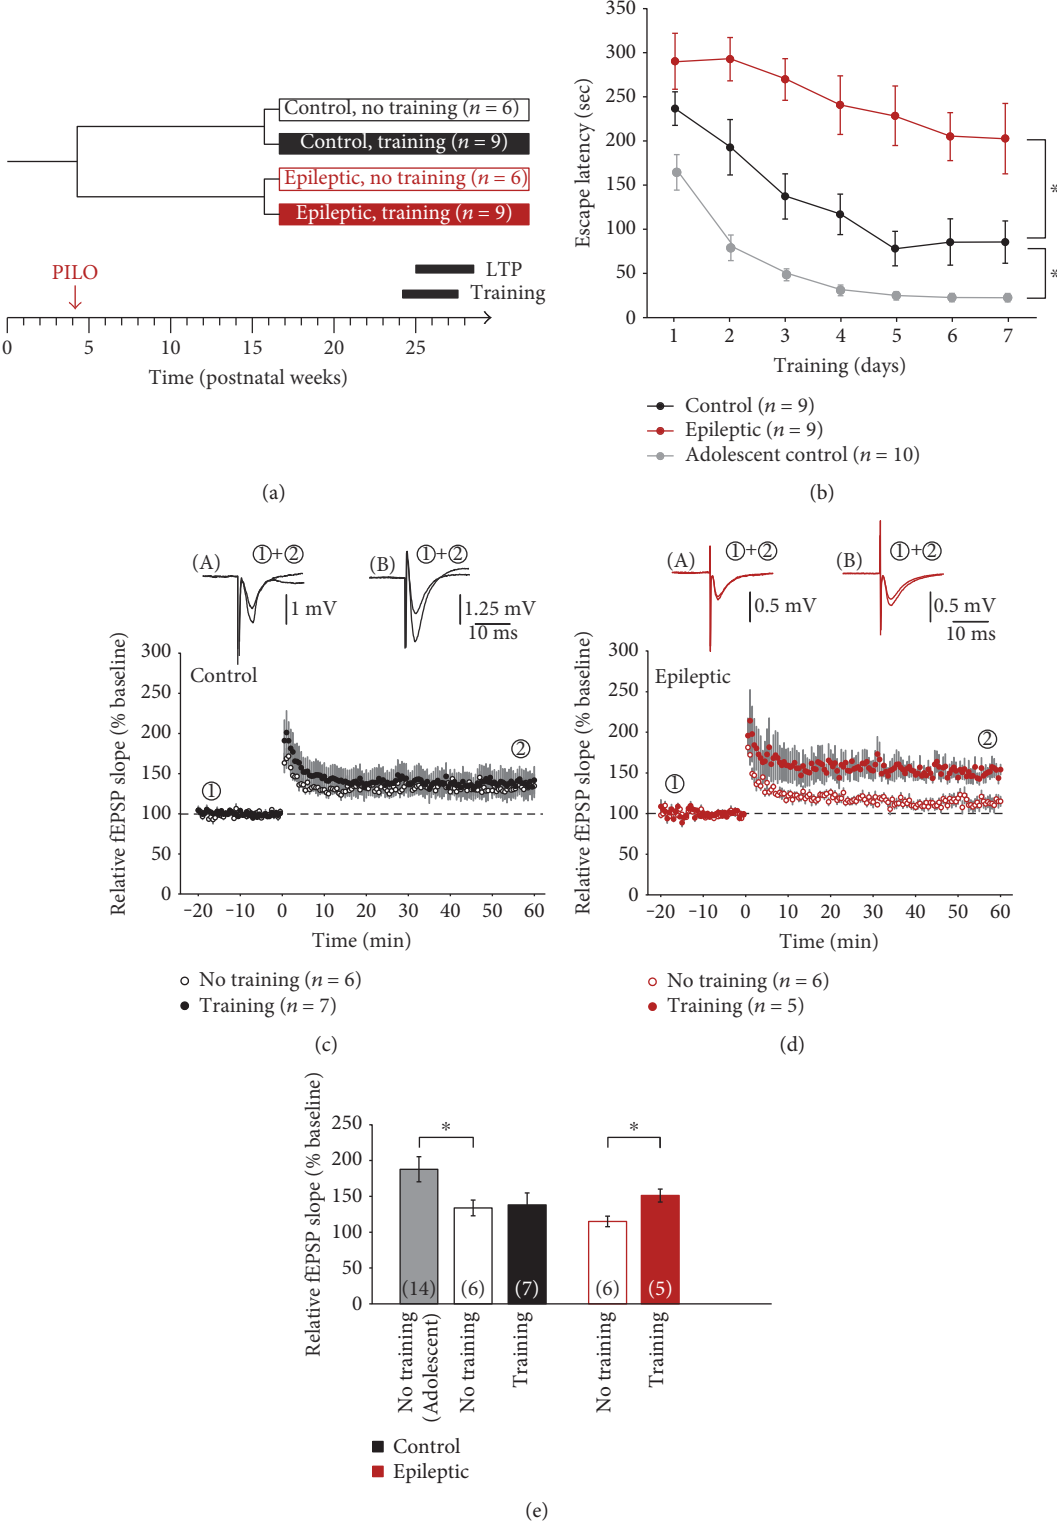 Control, no training (n = 6)
Control, training (n = 9)
Epileptic, no training (n = 6)
Epileptic, training (n = 9)
PILO
LTP
Training
0 5 10 15 20 25
Time (postnatal weeks)
(a)
Escape latency (sec)
350
300
250
200
150
100
50
0
*
*
1 2 3 4 5 6 7
Training (days)
Control (n = 9)
Epileptic (n = 9)
Adolescent control (n = 10)
(b)
(A) ①+②
1 mV
(B) ①+②
1.25 mV
10 ms
Relative fEPSP slope (% baseline)
300
250
200
150
100
50
0
Control
①
②
−20 −10 0 10 20 30 40 50 60
Time (min)
No training (n = 6)
Training (n = 7)
(c)
(A) ①+②
0.5 mV
(B) ①+②
0.5 mV
10 ms
Relative fEPSP slope (% baseline)
300
250
200
150
100
50
0
Epileptic
①
②
−20 −10 0 10 20 30 40 50 60
Time (min)
No training (n = 6)
Training (n = 5)
(d)
Relative fEPSP slope (% baseline)
250
200
150
100
50
0
*
*
(14) (6) (7) (6) (5)
No training
(Adolescent)
No training
Training
No training
Training
Control
Epileptic
(e)